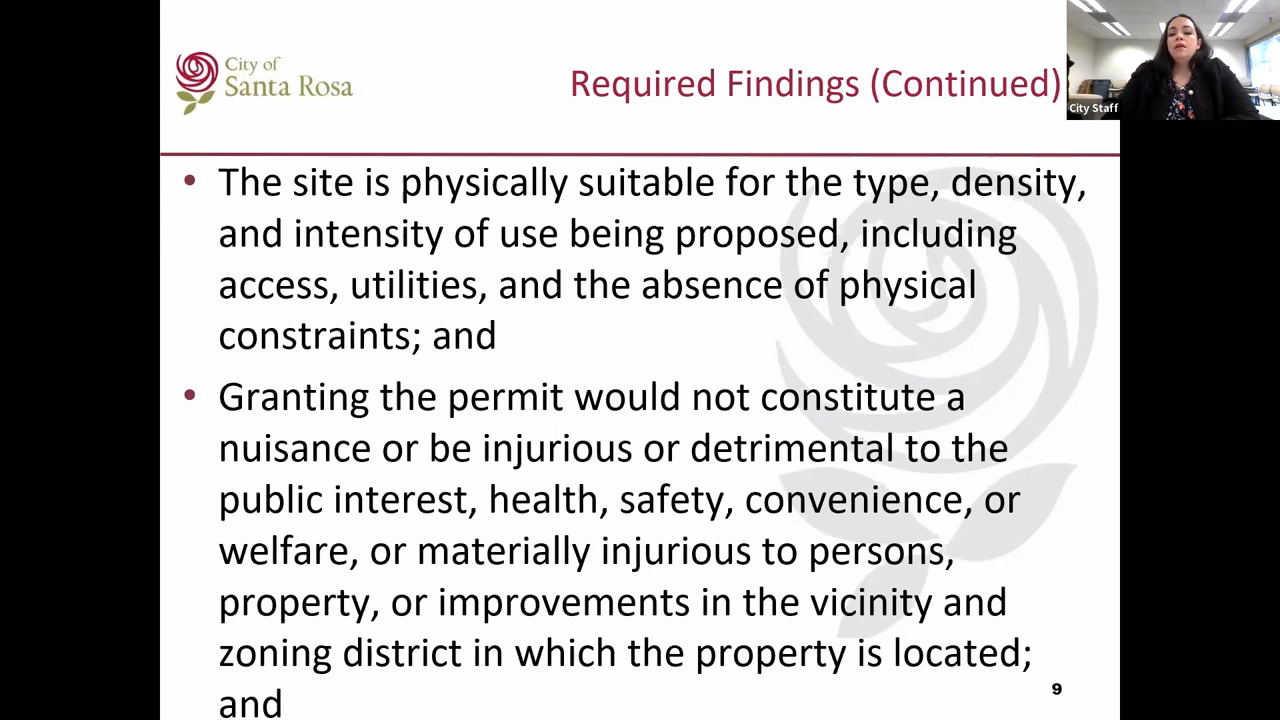 City of
Santa Rosa
Required Findings (Continued)
City Staff
• The site is physically suitable for the type, density,
and intensity of use being proposed, including
access, utilities, and the absence of physical
constraints; and
• Granting the permit would not constitute a
nuisance or be injurious or detrimental to the
public interest, health, safety, convenience, or
welfare, or materially injurious to persons,
property, or improvements in the vicinity and
zoning district in which the property is located;
and
9